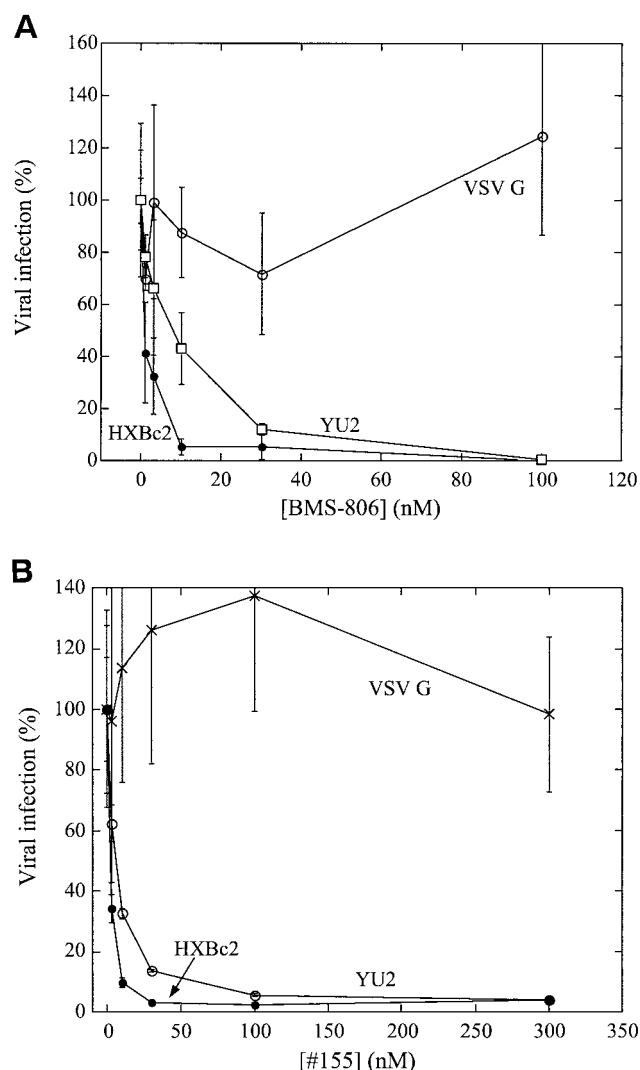 A
160
140
120
100
80
60
40
20
0
Viral infection (%)
VSV G
HXBc2
YU2
0 20 40 60 80 100 120
[BMS-806] (nM)
B
140
120
100
80
60
40
20
0
Viral infection (%)
VSV G
HXBc2
YU2
0 50 100 150 200 250 300 350
[#155] (nM)